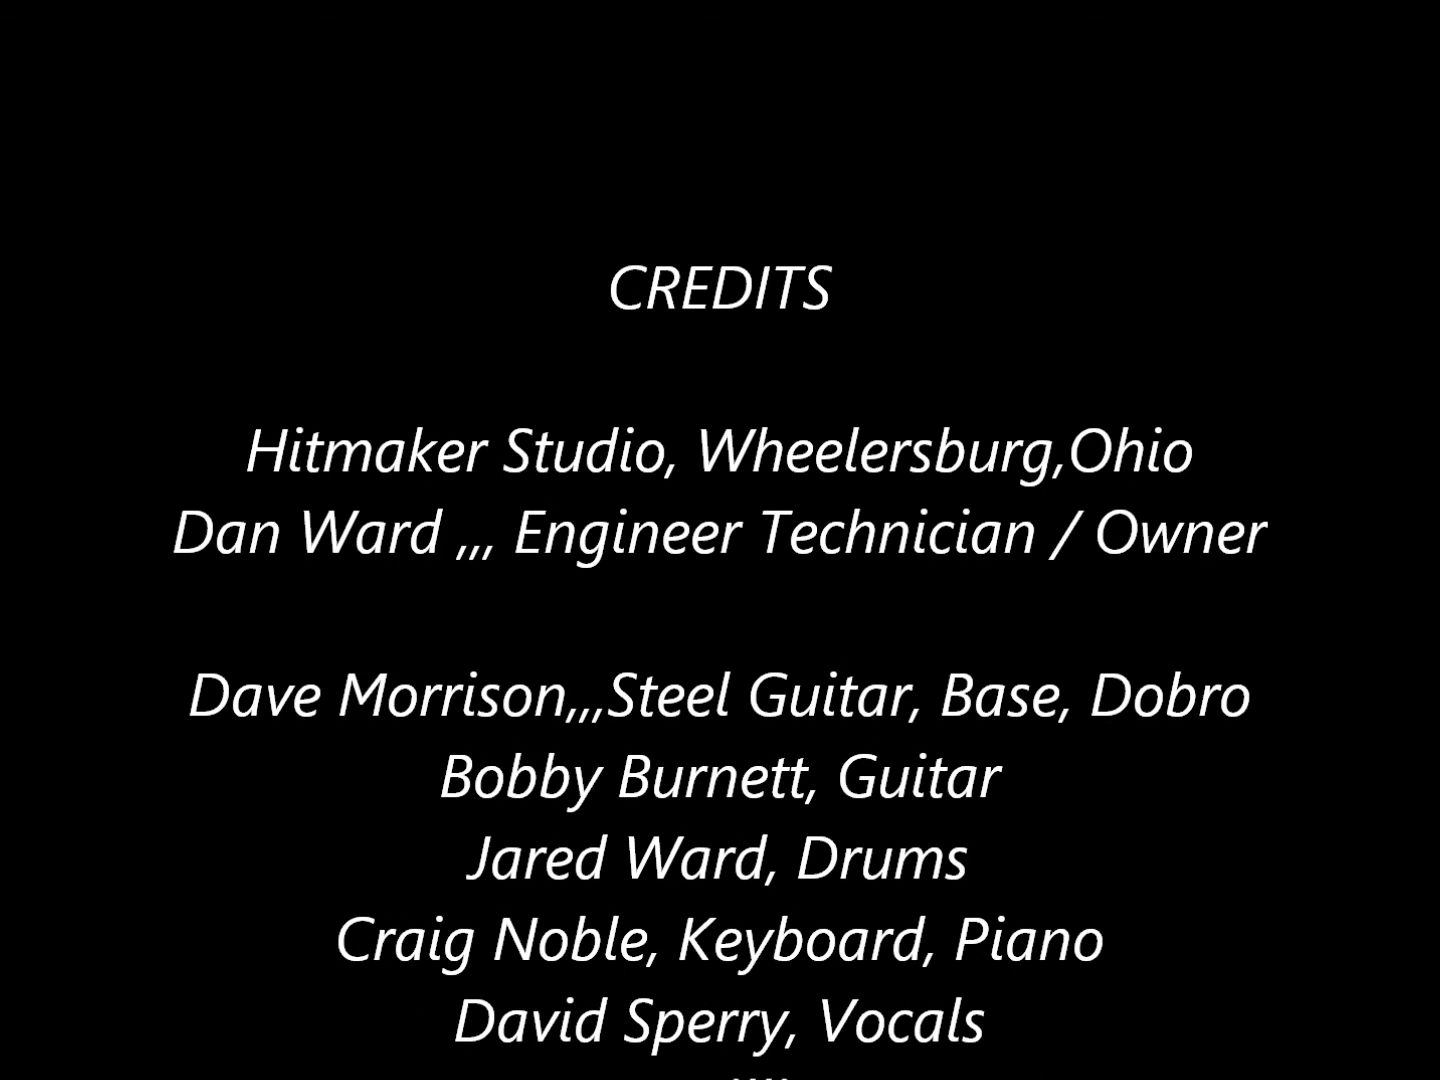 CREDITS
Hitmaker Studio, Wheelersburg,Ohio
Dan Ward ,,, Engineer Technician / Owner
Dave Morrison,,,Steel Guitar, Base, Dobro
Bobby Burnett, Guitar
Jared Ward, Drums
Craig Noble, Keyboard, Piano
David Sperry, Vocals